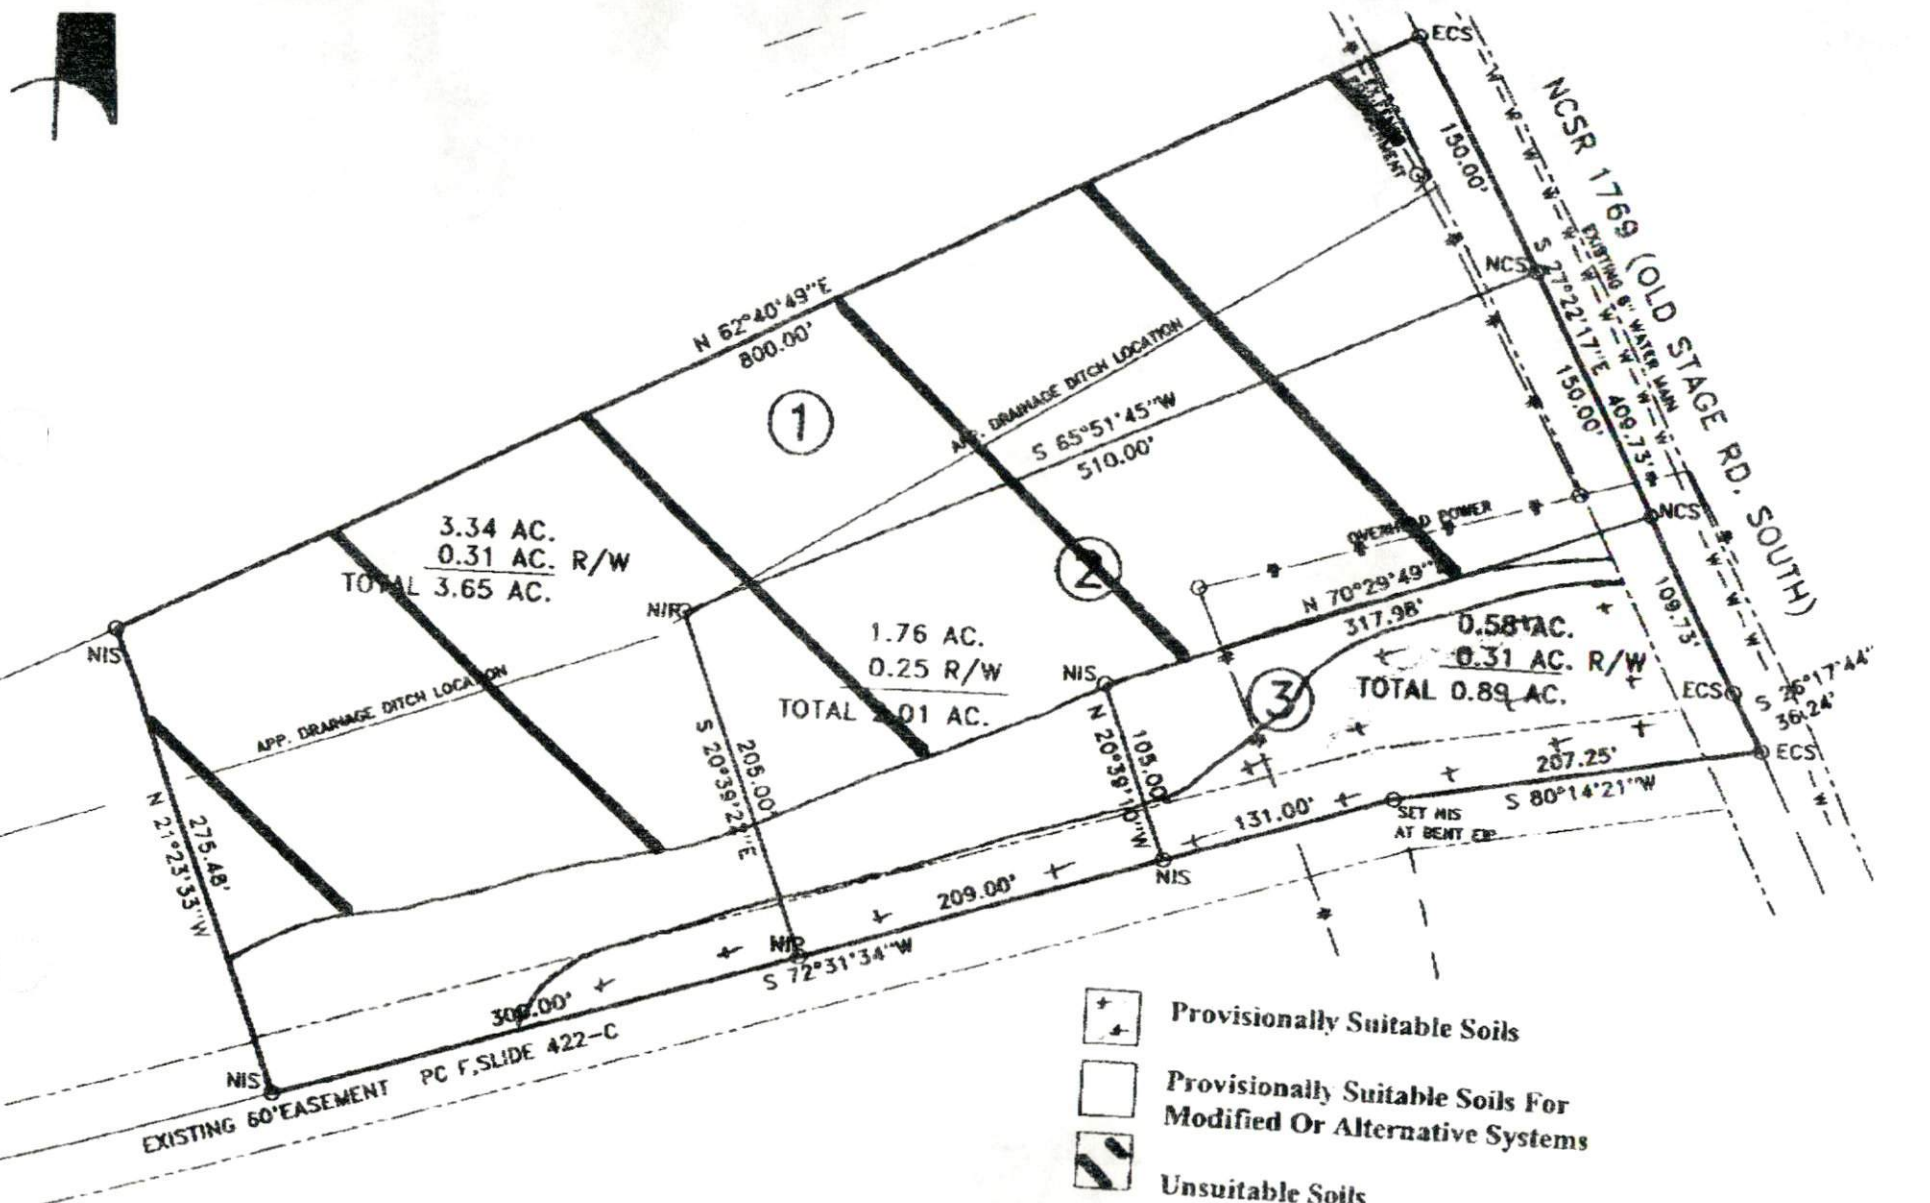 ECS
150.00'
NCSR 1769 (OLD STAGE RD. SOUTH)
EXISTING 6" WATER MAIN
NCS
S 27°22'17"E 409.73'
150.00'
N 62°40'49"E
800.00'
1
APP. DRAINAGE DITCH LOCATION
S 65°51'45"W
510.00'
3.34 AC.
0.31 AC. R/W
TOTAL 3.65 AC.
NIS
NIR
2
OVERHEAD POWER
NCS
1.76 AC.
0.25 R/W
TOTAL 2.01 AC.
N 70°29'49"
317.98'
109.73'
0.58 AC.
0.31 AC. R/W
TOTAL 0.89 AC.
3
NIS
ECS
S 26°17'44"
36.24'
ECS
APP. DRAINAGE DITCH LOCATION
N 21°23'33"W
275.48'
S 20°39'22"E
205.00'
N 20°39'10"W
105.00'
207.25'
S 80°14'21"W
SET NIS
AT BENT EIP
131.00'
NIS
209.00'
NIR
S 72°31'34"W
300.00'
NIS
EXISTING 60'EASEMENT PC F,SLIDE 422-C
Provisionally Suitable Soils
Provisionally Suitable Soils For
Modified Or Alternative Systems
Unsuitable Soils